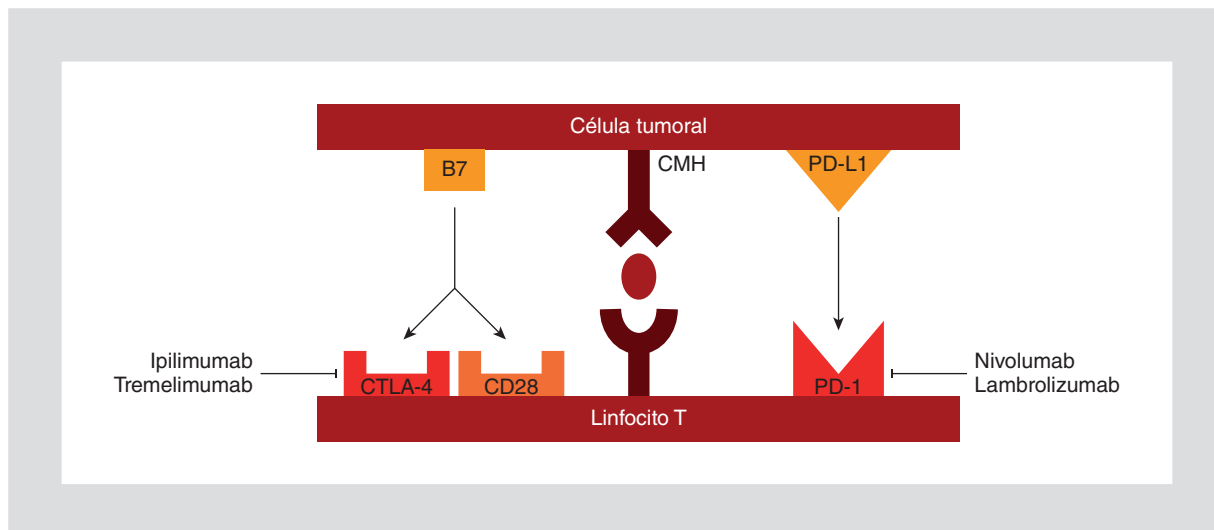 Célula tumoral
B7
CMH
PD-L1
Ipilimumab
Tremelimumab
CTLA-4
CD28
PD-1
Nivolumab
Lambrolizumab
Linfocito T